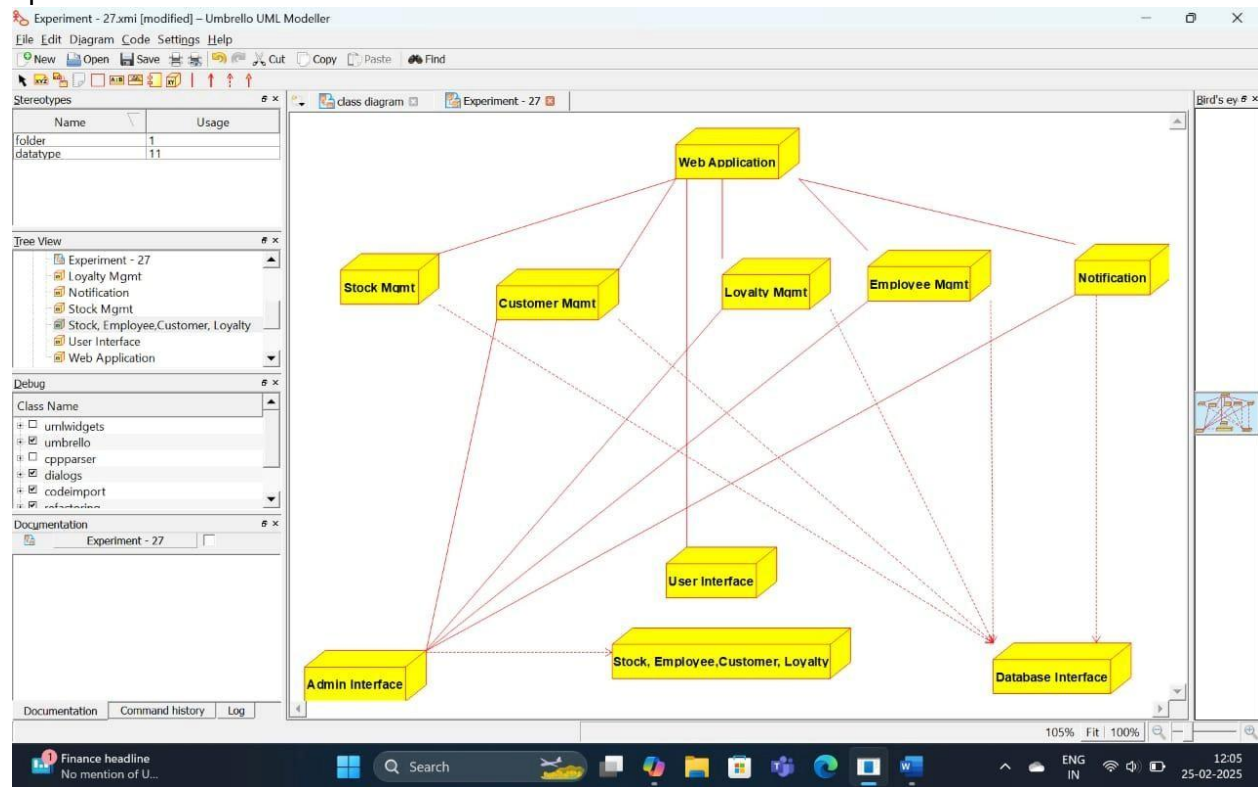 Experiment - 27.xmi [modified] – Umbrello UML Modeller
File Edit Diagram Code Settings Help
New Open Save Cut Copy Paste Find
Stereotypes
Name Usage
folder 1
datatype 11
Tree View
Experiment - 27
Loyalty Mgmt
Notification
Stock Mgmt
Stock, Employee,Customer, Loyalty
User Interface
Web Application
Debug
Class Name
umlwidgets
umbrello
cppparser
dialogs
codeimport
refactoring
Documentation
Experiment - 27
Documentation Command history Log
class diagram Experiment - 27
Bird's ey
Web Application
Stock Mgmt
Customer Mgmt
Loyalty Mgmt
Employee Mgmt
Notification
User Interface
Admin Interface
Stock, Employee,Customer, Loyalty
Database Interface
105% Fit 100%
1
Finance headline
No mention of U...
Search
ENG
IN
12:05
25-02-2025